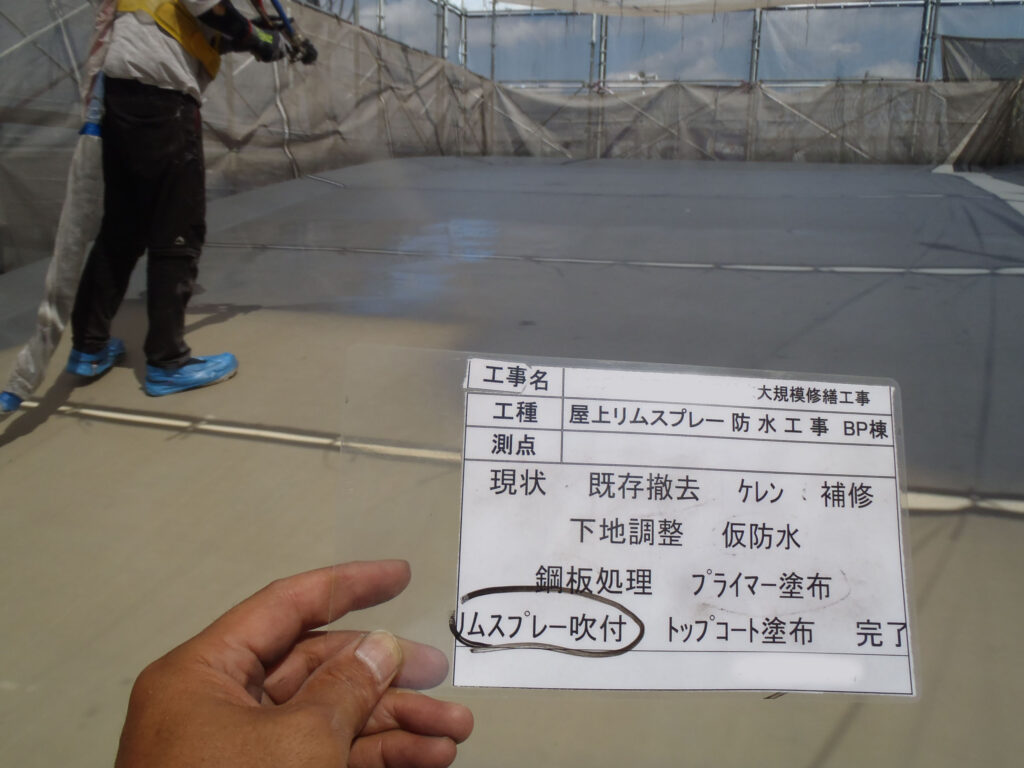 工事名 大規模修繕工事
工種 屋上リムスプレー防水工事 BP棟
測点
現状 既存撤去 ケレン 補修
下地調整 仮防水
鋼板処理 プライマー塗布
リムスプレー吹付 トップコート塗布 完了